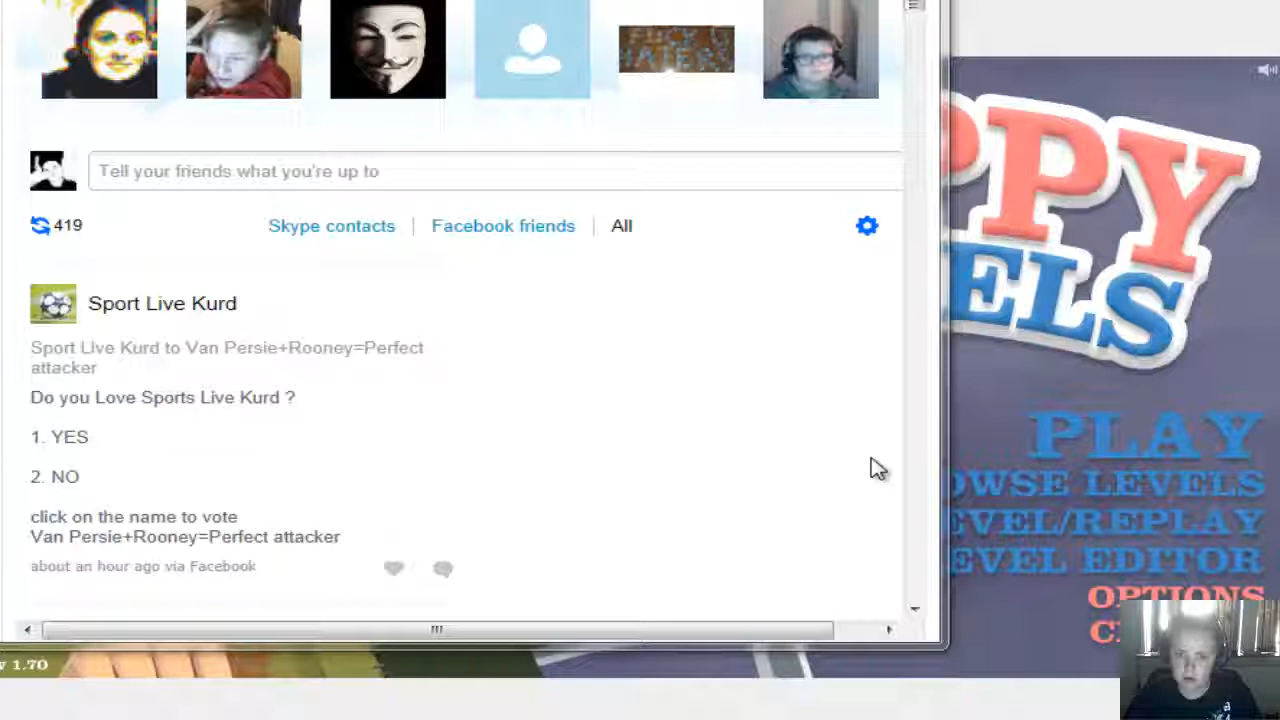 Tell your friends what you're up to
419
Skype contacts | Facebook friends | All
Sport Live Kurd
Sport Live Kurd to Van Persie+Rooney=Perfect
attacker
Do you Love Sports Live Kurd ?
1. YES
2. NO
click on the name to vote
Van Persie+Rooney=Perfect attacker
about an hour ago via Facebook
PPY
ELS
PLAY
OWSE LEVELS
EVEL/REPLAY
EVEL EDITOR
OPTIONS
v 1.70